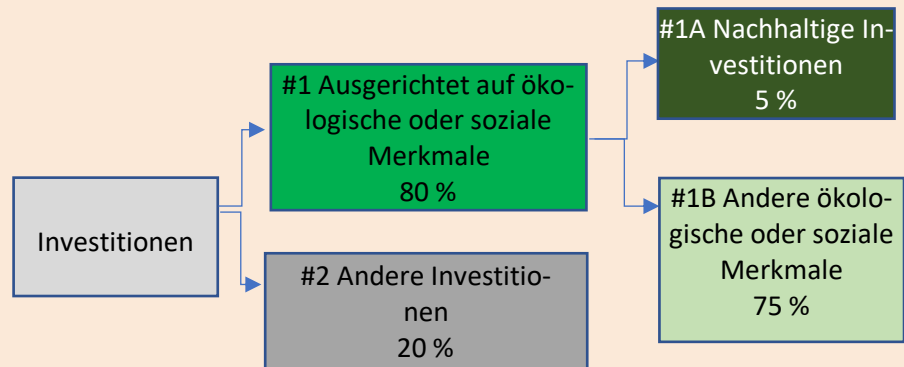 #1A Nachhaltige In-
vestitionen
5 %
#1 Ausgerichtet auf öko-
logische oder soziale
Merkmale
80 %
#1B Andere ökolo-
gische oder soziale
Merkmale
75 %
Investitionen
#2 Andere Investitio-
nen
20 %